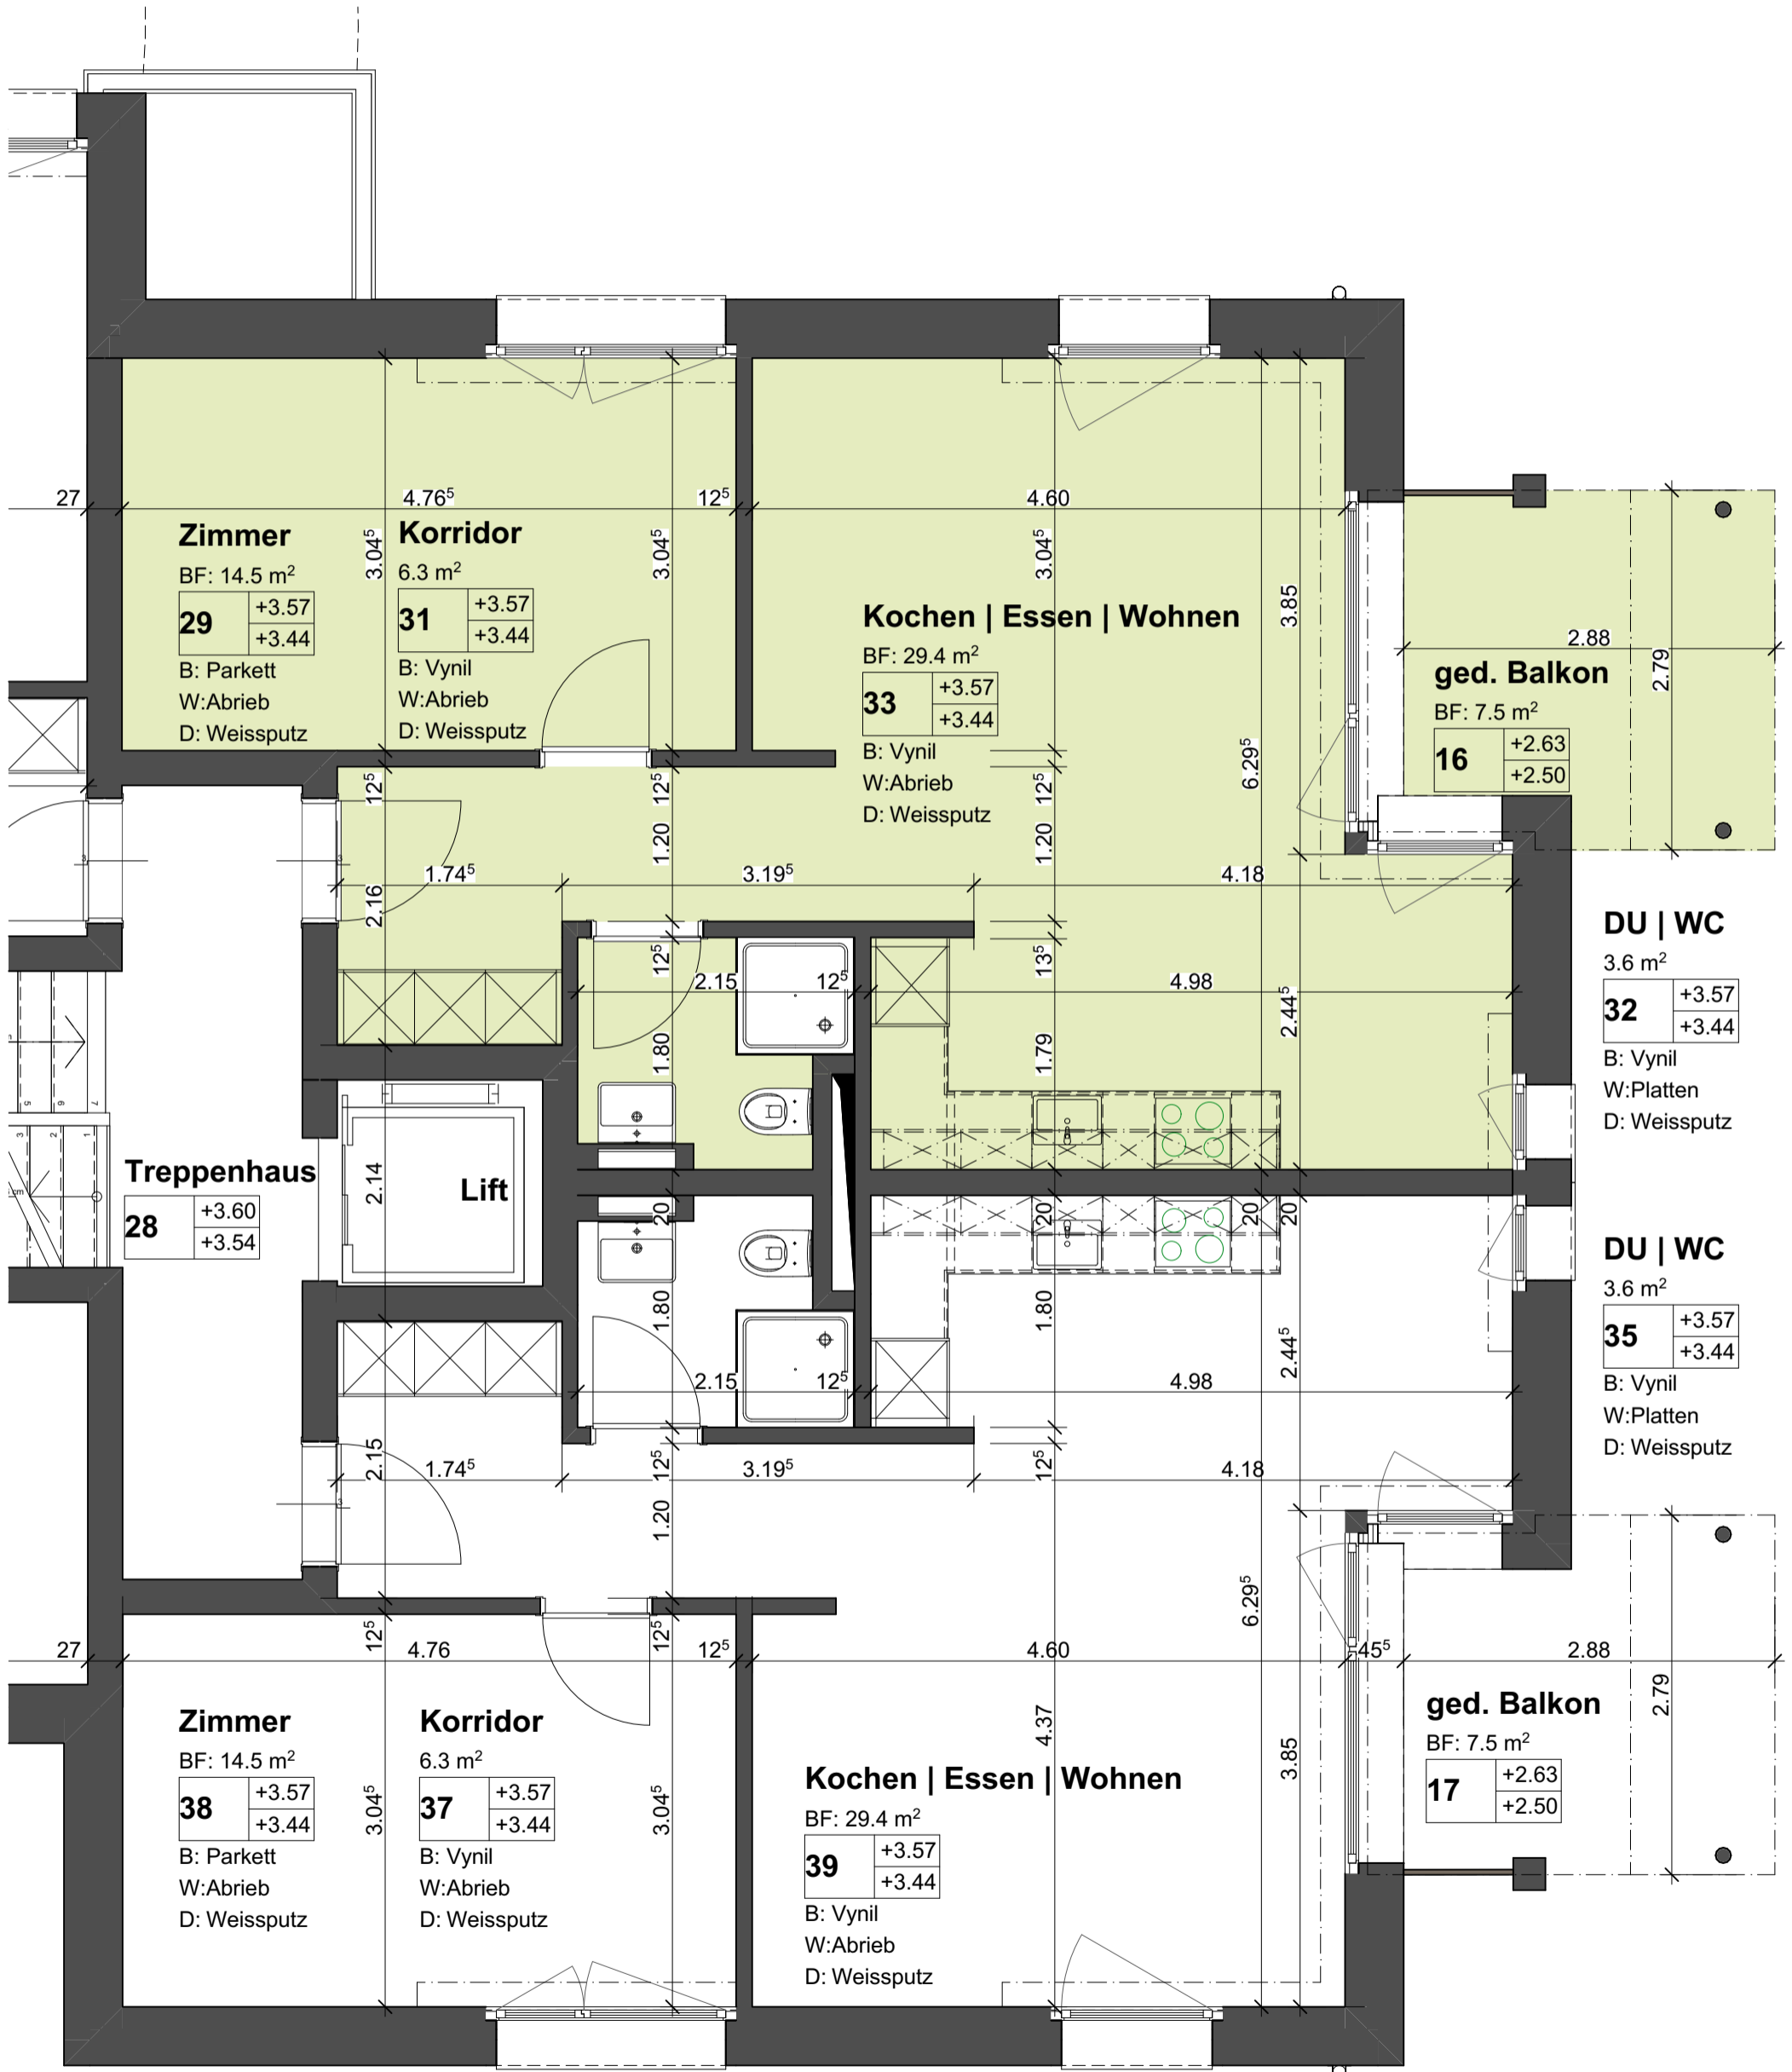 27
4.76⁵
12⁵
4.60
Zimmer
BF: 14.5 m²
29
+3.57
+3.44
B: Parkett
W:Abrieb
D: Weissputz
3.04⁵
Korridor
6.3 m²
31
+3.57
+3.44
B: Vynil
W:Abrieb
D: Weissputz
3.04⁵
3.04⁵
Kochen | Essen | Wohnen
BF: 29.4 m²
33
+3.57
+3.44
B: Vynil
W:Abrieb
D: Weissputz
3.85
6.29⁵
2.88
2.79
ged. Balkon
BF: 7.5 m²
16
+2.63
+2.50
12⁵
12⁵
12⁵
1.20
1.20
3
3
2.16
1.74⁵
3.19⁵
4.18
12⁵
13⁵
2.15
12⁵
4.98
2.44⁵
1.80
1.79
DU | WC
3.6 m²
32
+3.57
+3.44
B: Vynil
W:Platten
D: Weissputz
5
6
7
3
2
1
cm
Treppenhaus
28
+3.60
+3.54
2.14
Lift
20
20
20
20
1.80
1.80
2.44⁵
DU | WC
3.6 m²
35
+3.57
+3.44
B: Vynil
W:Platten
D: Weissputz
2.15
12⁵
4.98
2.15
1.74⁵
12⁵
3.19⁵
12⁵
4.18
3
1.20
6.29⁵
12⁵
12⁵
27
4.76
12⁵
4.60
45⁵
2.88
2.79
Zimmer
BF: 14.5 m²
38
+3.57
+3.44
B: Parkett
W:Abrieb
D: Weissputz
3.04⁵
Korridor
6.3 m²
37
+3.57
+3.44
B: Vynil
W:Abrieb
D: Weissputz
3.04⁵
4.37
3.85
Kochen | Essen | Wohnen
BF: 29.4 m²
39
+3.57
+3.44
B: Vynil
W:Abrieb
D: Weissputz
ged. Balkon
BF: 7.5 m²
17
+2.63
+2.50